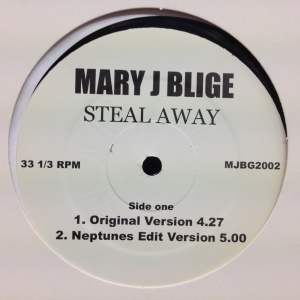 MARY J BLIGE
STEAL AWAY
33 1/3 RPM
MJBG2002
Side one
1. Original Version 4.27
2. Neptunes Edit Version 5.00